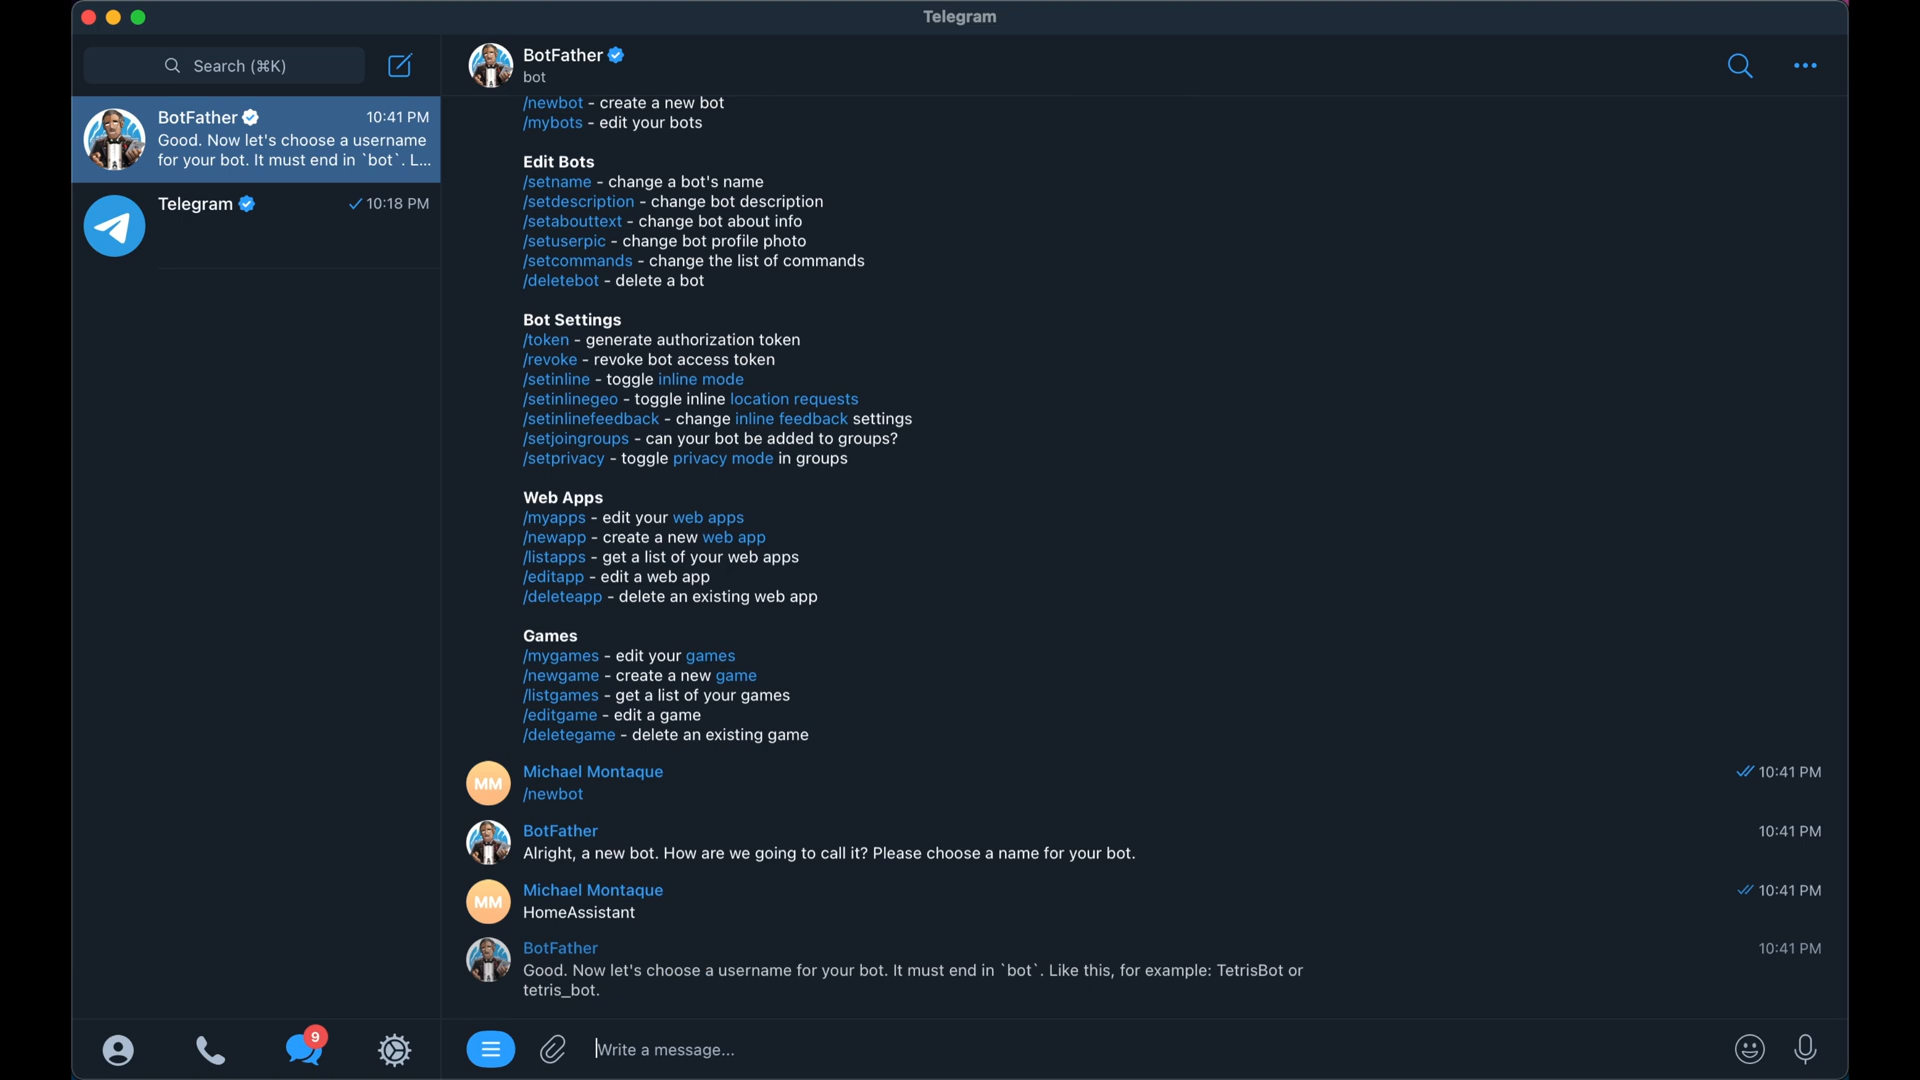 Telegram
Search (⌘K)
BotFather
10:41 PM
Good. Now let's choose a username
for your bot. It must end in `bot`. L...
Telegram
10:18 PM
BotFather
bot
/newbot - create a new bot
/mybots - edit your bots
Edit Bots
/setname - change a bot's name
/setdescription - change bot description
/setabouttext - change bot about info
/setuserpic - change bot profile photo
/setcommands - change the list of commands
/deletebot - delete a bot
Bot Settings
/token - generate authorization token
/revoke - revoke bot access token
/setinline - toggle inline mode
/setinlinegeo - toggle inline location requests
/setinlinefeedback - change inline feedback settings
/setjoingroups - can your bot be added to groups?
/setprivacy - toggle privacy mode in groups
Web Apps
/myapps - edit your web apps
/newapp - create a new web app
/listapps - get a list of your web apps
/editapp - edit a web app
/deleteapp - delete an existing web app
Games
/mygames - edit your games
/newgame - create a new game
/listgames - get a list of your games
/editgame - edit a game
/deletegame - delete an existing game
MM
Michael Montaque
10:41 PM
/newbot
BotFather
10:41 PM
Alright, a new bot. How are we going to call it? Please choose a name for your bot.
MM
Michael Montaque
10:41 PM
HomeAssistant
BotFather
10:41 PM
Good. Now let's choose a username for your bot. It must end in `bot`. Like this, for example: TetrisBot or
tetris_bot.
9
Write a message...